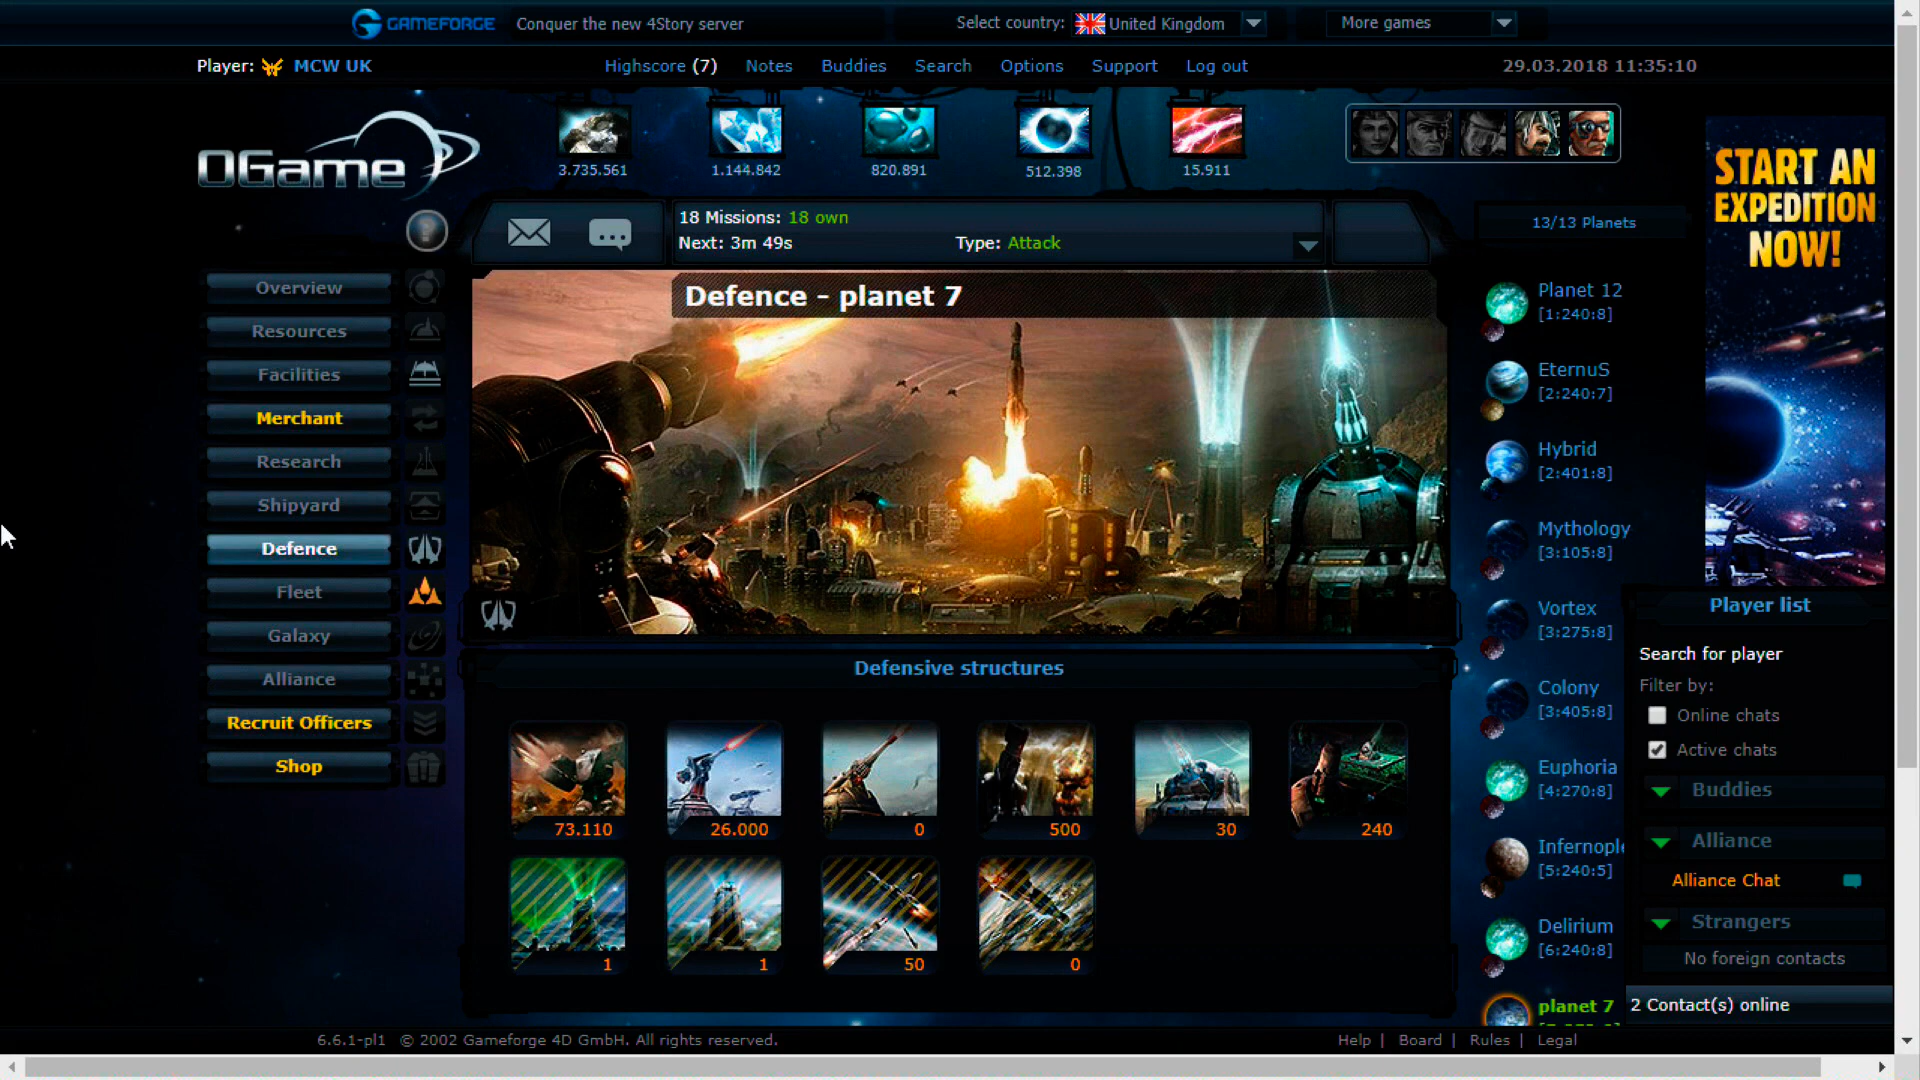 GAMEFORGE
Conquer the new 4Story server
Select country: United Kingdom
More games
Player: MCW UK
Highscore (7) Notes Buddies Search Options Support Log out
29.03.2018 11:35:10
OGame
3.735.561
1.144.842
820.891
512.398
15.911
18 Missions: 18 own
Next: 3m 49s
Type: Attack
13/13 Planets
START AN
EXPEDITION
NOW!
Overview
Resources
Facilities
Merchant
Research
Shipyard
Defence
Fleet
Galaxy
Alliance
Recruit Officers
Shop
Defence - planet 7
Defensive structures
73.110
26.000
0
500
30
240
1
1
50
0
Planet 12
[1:240:8]
EternuS
[2:240:7]
Hybrid
[2:401:8]
Mythology
[3:105:8]
Vortex
[3:275:8]
Colony
[3:405:8]
Euphoria
[4:270:8]
Infernople
[5:240:5]
Delirium
[6:240:8]
planet 7
Player list
Search for player
Filter by:
Online chats
Active chats
Buddies
Alliance
Alliance Chat
Strangers
No foreign contacts
2 Contact(s) online
6.6.1-pl1 © 2002 Gameforge 4D GmbH. All rights reserved.
Help | Board | Rules | Legal